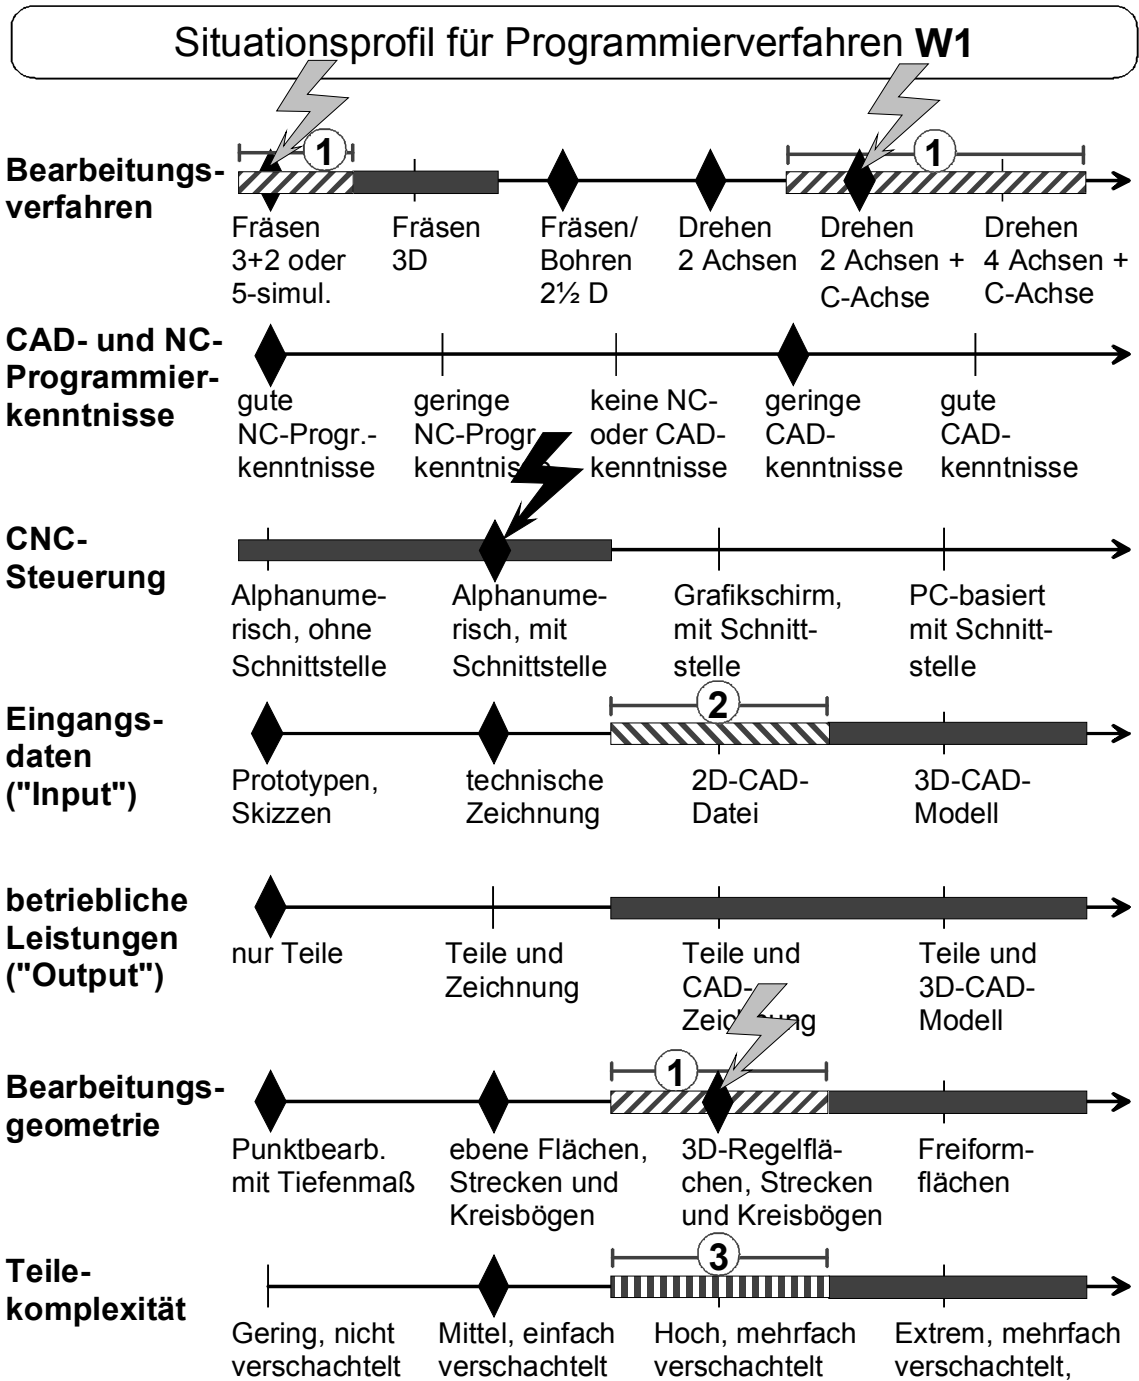 Situationsprofil für Programmierverfahren W1
1
1
Bearbeitungs-
verfahren
Fräsen
3+2 oder
5-simul.
Fräsen
3D
Fräsen/
Bohren
2½ D
Drehen
2 Achsen
Drehen
2 Achsen +
C-Achse
Drehen
4 Achsen +
C-Achse
CAD- und NC-
Programmier-
kenntnisse
gute
NC-Progr.-
kenntnisse
geringe
NC-Progr.
kenntnisse
keine NC-
oder CAD-
kenntnisse
geringe
CAD-
kenntnisse
gute
CAD-
kenntnisse
CNC-
Steuerung
Alphanume-
risch, ohne
Schnittstelle
Alphanume-
risch, mit
Schnittstelle
Grafikschirm,
mit Schnitt-
stelle
PC-basiert
mit Schnitt-
stelle
Eingangs-
daten
("Input")
2
Prototypen,
Skizzen
technische
Zeichnung
2D-CAD-
Datei
3D-CAD-
Modell
betriebliche
Leistungen
("Output")
nur Teile
Teile und
Zeichnung
Teile und
CAD-
Zeichnung
Teile und
3D-CAD-
Modell
Bearbeitungs-
geometrie
1
Punktbearb.
mit Tiefenmaß
ebene Flächen,
Strecken und
Kreisbögen
3D-Regelflä-
chen, Strecken
und Kreisbögen
Freiform-
flächen
Teile-
komplexität
3
Gering, nicht
verschachtelt
Mittel, einfach
verschachtelt
Hoch, mehrfach
verschachtelt
Extrem, mehrfach
verschachtelt,